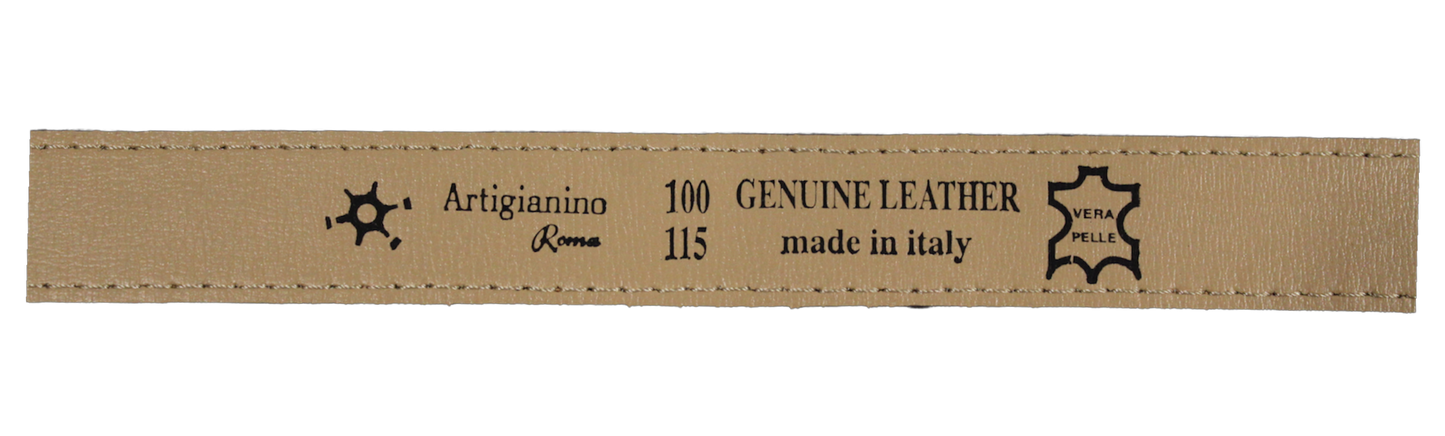 Artigianino
Roma
100
115
GENUINE LEATHER
made in italy
VERA
PELLE